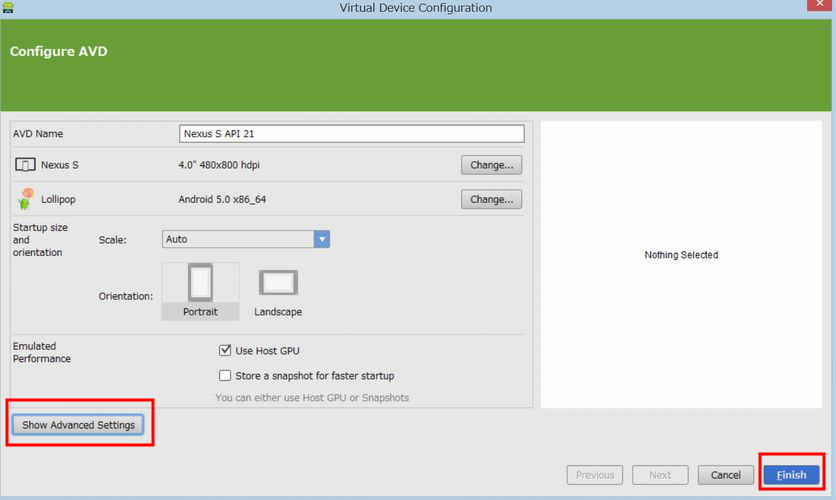 Virtual Device Configuration
Configure AVD
AVD Name
Nexus S API 21
Nexus S
4.0" 480x800 hdpi
Change...
Lollipop
Android 5.0 x86_64
Change...
Startup size
and
orientation
Scale:
Auto
Orientation:
Portrait
Landscape
Emulated
Performance
Use Host GPU
Store a snapshot for faster startup
You can either use Host GPU or Snapshots
Nothing Selected
Show Advanced Settings
Previous
Next
Cancel
Finish